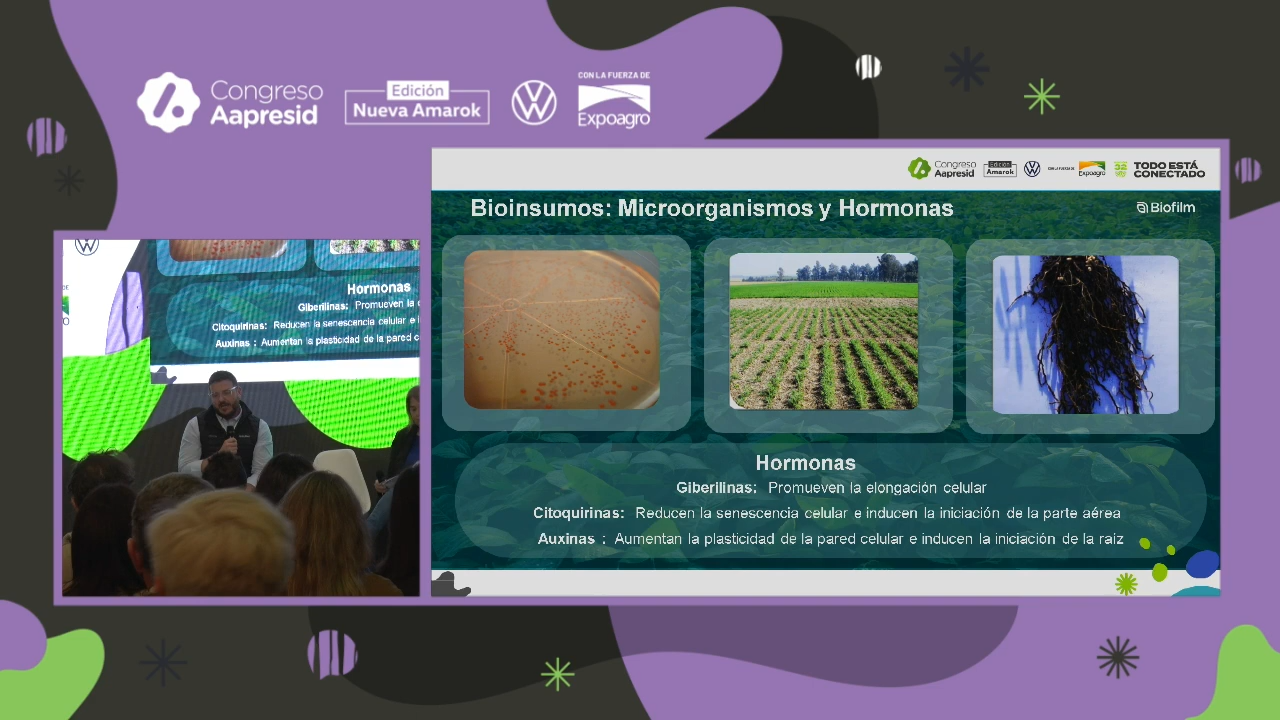 Congreso
Aapresid
Edición
Nueva Amarok
CON LA FUERZA DE
Expoagro
Congreso
Aapresid
Edición
Amarok
Expoagro
TODO ESTÁ
CONECTADO
Bioinsumos: Microorganismos y Hormonas
Biofilm
Hormonas
Giberilinas: Promueven la elongación celular
Citoquirinas: Reducen la senescencia celular e inducen la iniciación de la parte aérea
Auxinas : Aumentan la plasticidad de la pared celular e inducen la iniciación de la raiz
Hormonas
Giberilinas: Promueven la
Citoquirinas: Reducen la senescencia celular e
Auxinas : Aumentan la plasticidad de la pared